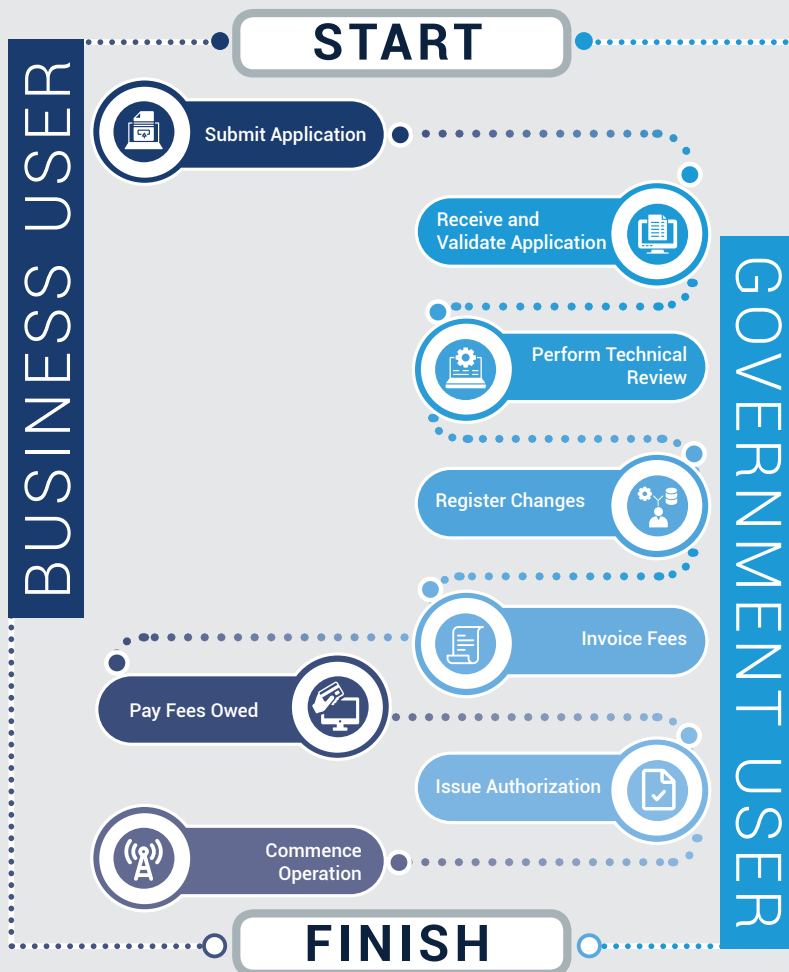 START
BUSINESS USER
Submit Application
Receive and
Validate Application
GOVERNMENT USER
Perform Technical
Review
Register Changes
Invoice Fees
Pay Fees Owed
Issue Authorization
Commence
Operation
FINISH